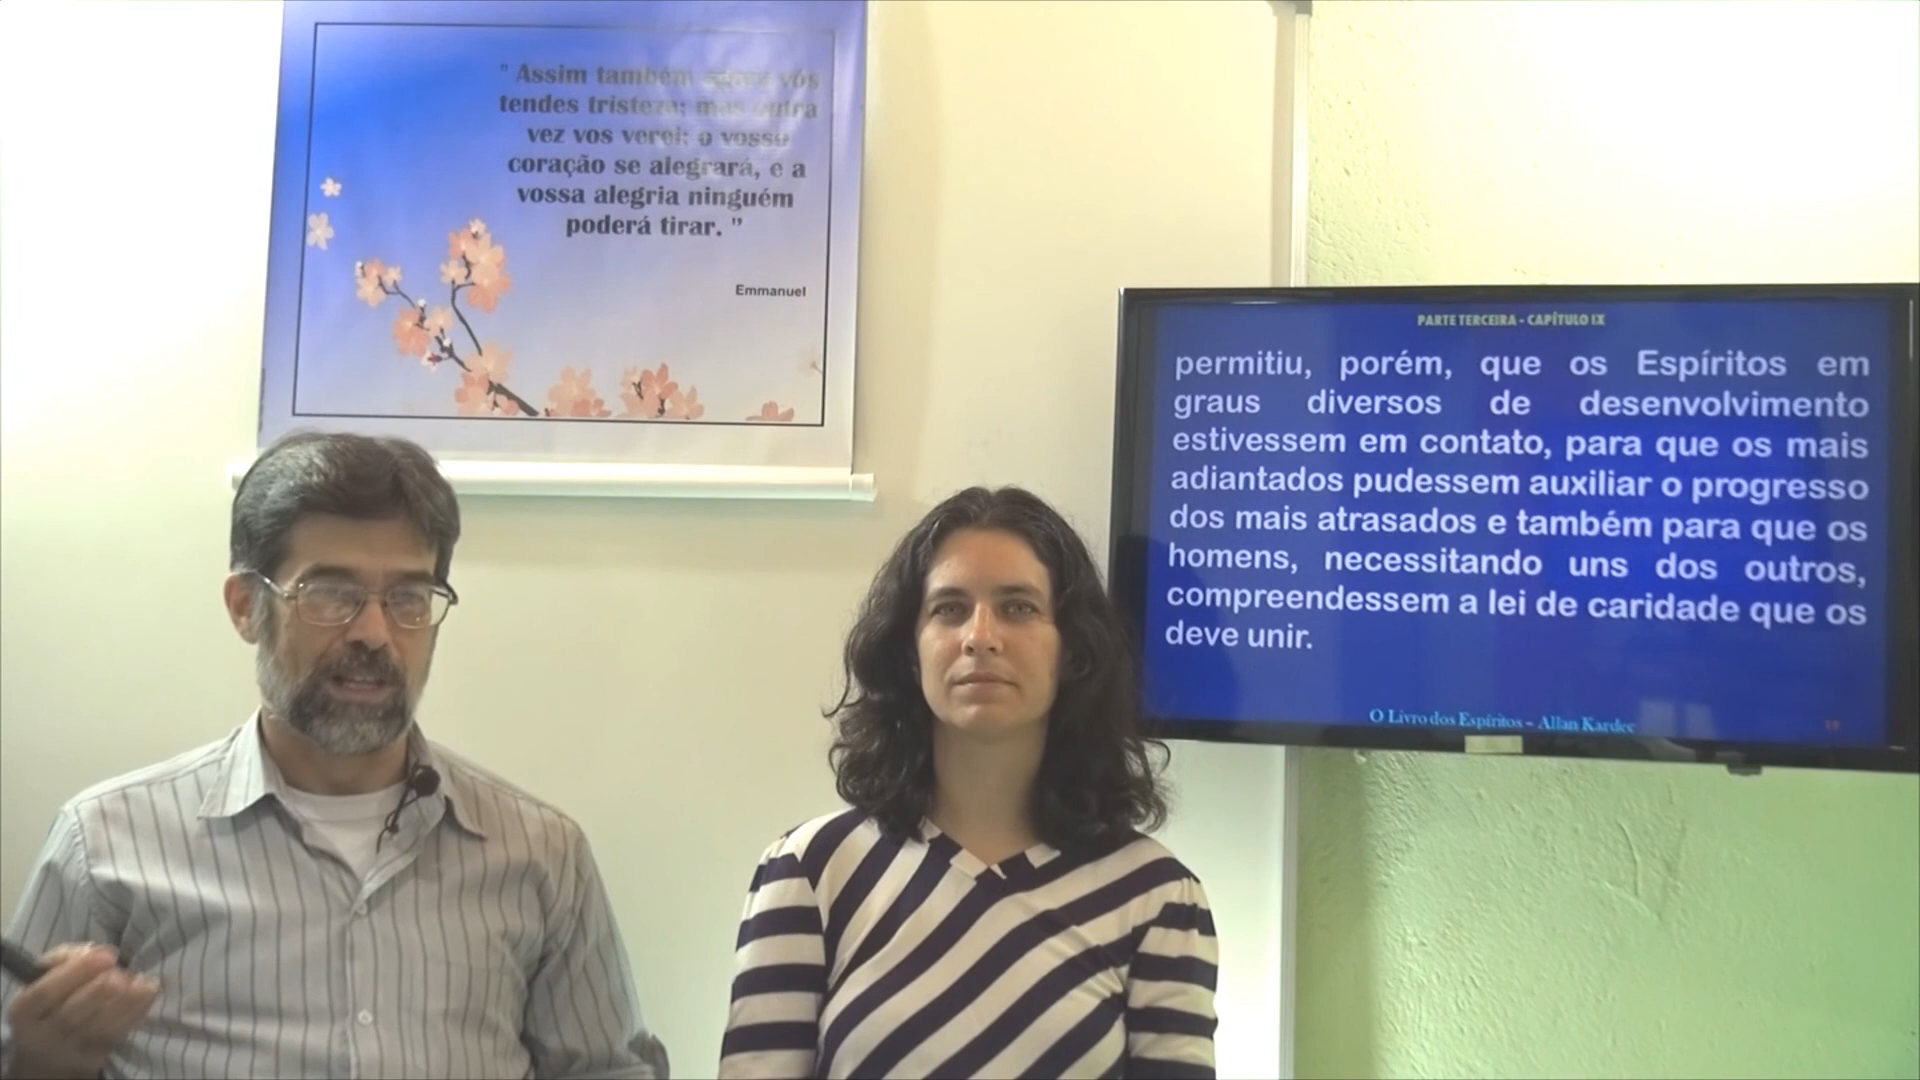 " Assim também agora vós
tendes tristeza; mas outra
vez vos verei: o vosso
coração se alegrará, e a
vossa alegria ninguém
poderá tirar. ”
Emmanuel
PARTE TERCEIRA - CAPÍTULO IX
permitiu, porém, que os Espíritos em
graus diversos de desenvolvimento
estivessem em contato, para que os mais
adiantados pudessem auxiliar o progresso
dos mais atrasados e também para que os
homens, necessitando uns dos outros,
compreendessem a lei de caridade que os
deve unir.
O Livro dos Espíritos – Allan Kardec